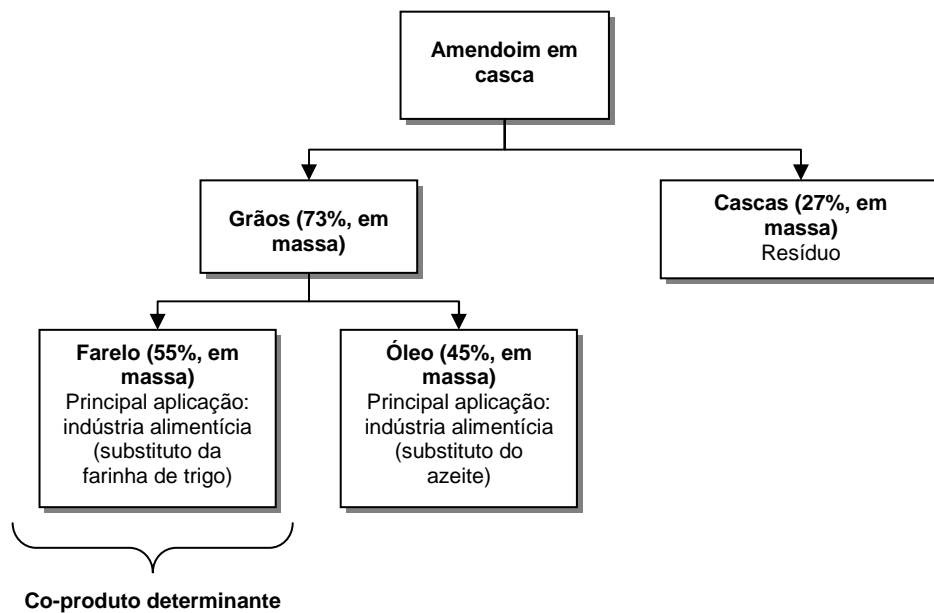 Amendoim em
casca
Grãos (73%, em
massa)
Cascas (27%, em
massa)
Resíduo
Farelo (55%, em
massa)
Principal aplicação:
indústria alimentícia
(substituto da
farinha de trigo)
Óleo (45%, em
massa)
Principal aplicação:
indústria alimentícia
(substituto do
azeite)
Co-produto determinante